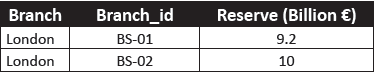 Branch Branch_id Reserve (Billion €)
London BS-01 9.2
London BS-02 10